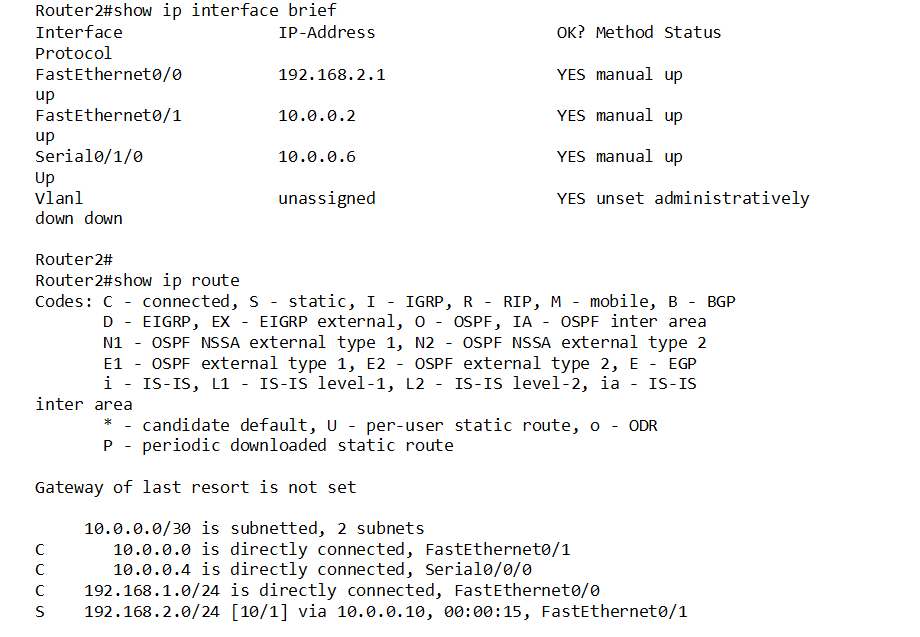 Router2#show ip interface brief
Interface                IP-Address                   OK? Method Status
Protocol
FastEthernet0/0          192.168.2.1                  YES manual up
up
FastEthernet0/1          10.0.0.2                     YES manual up
up
Serial0/1/0              10.0.0.6                     YES manual up
Up
Vlanl                    unassigned                   YES unset administratively
down down

Router2#
Router2#show ip route
Codes: C - connected, S - static, I - IGRP, R - RIP, M - mobile, B - BGP
       D - EIGRP, EX - EIGRP external, O - OSPF, IA - OSPF inter area
       N1 - OSPF NSSA external type 1, N2 - OSPF NSSA external type 2
       E1 - OSPF external type 1, E2 - OSPF external type 2, E - EGP
       i - IS-IS, L1 - IS-IS level-1, L2 - IS-IS level-2, ia - IS-IS
inter area
       * - candidate default, U - per-user static route, o - ODR
       P - periodic downloaded static route

Gateway of last resort is not set

     10.0.0.0/30 is subnetted, 2 subnets
C       10.0.0.0 is directly connected, FastEthernet0/1
C       10.0.0.4 is directly connected, Serial0/0/0
C    192.168.1.0/24 is directly connected, FastEthernet0/0
S    192.168.2.0/24 [10/1] via 10.0.0.10, 00:00:15, FastEthernet0/1